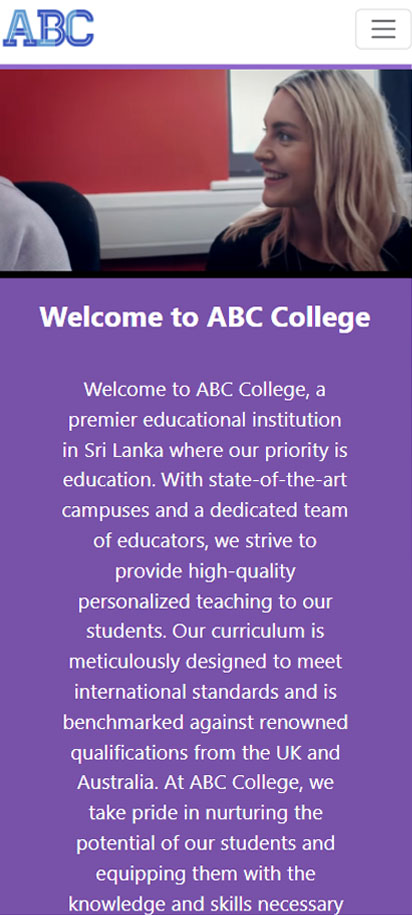 ABC
Welcome to ABC College
Welcome to ABC College, a
premier educational institution
in Sri Lanka where our priority is
education. With state-of-the-art
campuses and a dedicated team
of educators, we strive to
provide high-quality
personalized teaching to our
students. Our curriculum is
meticulously designed to meet
international standards and is
benchmarked against renowned
qualifications from the UK and
Australia. At ABC College, we
take pride in nurturing the
potential of our students and
equipping them with the
knowledge and skills necessary